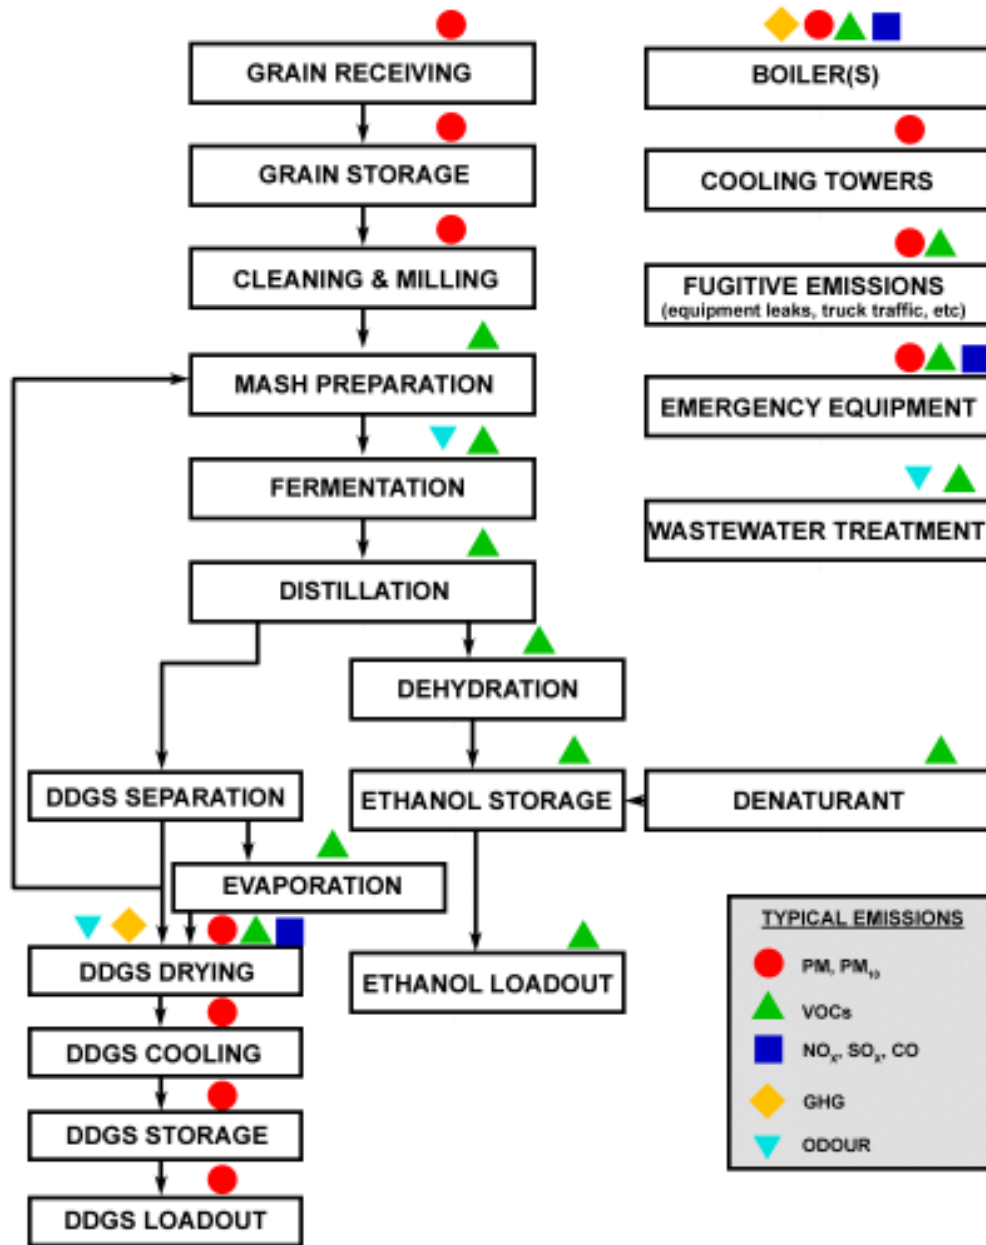 GRAIN RECEIVING
GRAIN STORAGE
CLEANING & MILLING
MASH PREPARATION
FERMENTATION
DISTILLATION
DEHYDRATION
DDGS SEPARATION
ETHANOL STORAGE
DENATURANT
EVAPORATION
DDGS DRYING
ETHANOL LOADOUT
DDGS COOLING
DDGS STORAGE
DDGS LOADOUT
BOILER(S)
COOLING TOWERS
FUGITIVE EMISSIONS
(equipment leaks, truck traffic, etc)
EMERGENCY EQUIPMENT
WASTEWATER TREATMENT
TYPICAL EMISSIONS
PM, PM₁₀
VOCs
NOₓ, SOₓ, CO
GHG
ODOUR